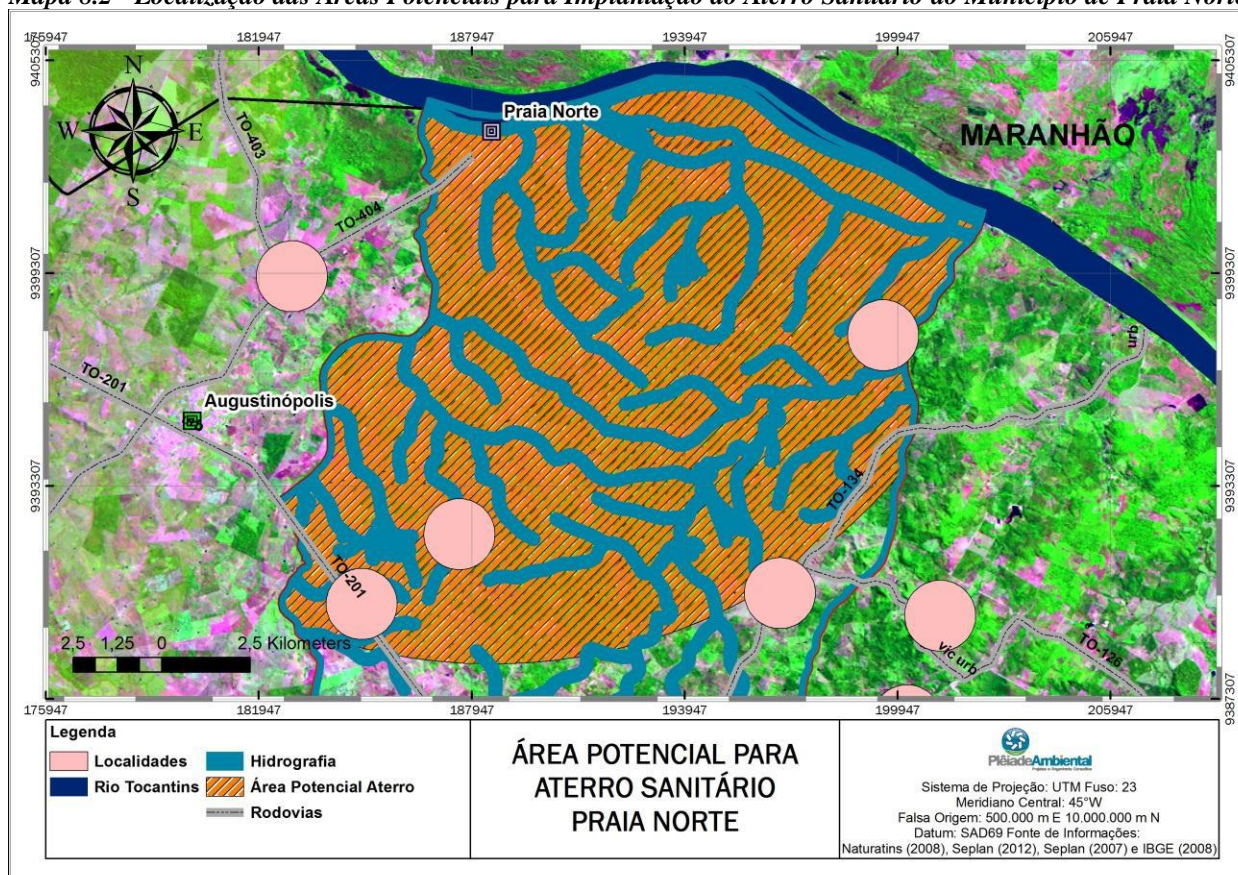 Mapa 8.2 - Localização das Áreas Potenciais para Implantação do Aterro Sanitário do Município de Praia Norte
175947 181947 187947 193947 199947 205947
9405307
9405307
N
W E
S
Praia Norte
MARANHÃO
TO-403
TO-404
9399307
9399307
urb
TO-201
Augustinópolis
9393307
9393307
TO-134
TO-201
2,5 1,25 0 2,5 Kilometers
vic urb
TO-126
9387307
175947 181947 187947 193947 199947 205947
Legenda
Localidades
Hidrografia
Rio Tocantins
Área Potencial Aterro
Rodovias
ÁREA POTENCIAL PARA
ATERRO SANITÁRIO
PRAIA NORTE
PlêiadeAmbiental
Sistema de Projeção: UTM Fuso: 23
Meridiano Central: 45°W
Falsa Origem: 500.000 m E 10.000.000 m N
Datum: SAD69 Fonte de Informações:
Naturatins (2008), Seplan (2012), Seplan (2007) e IBGE (2008)